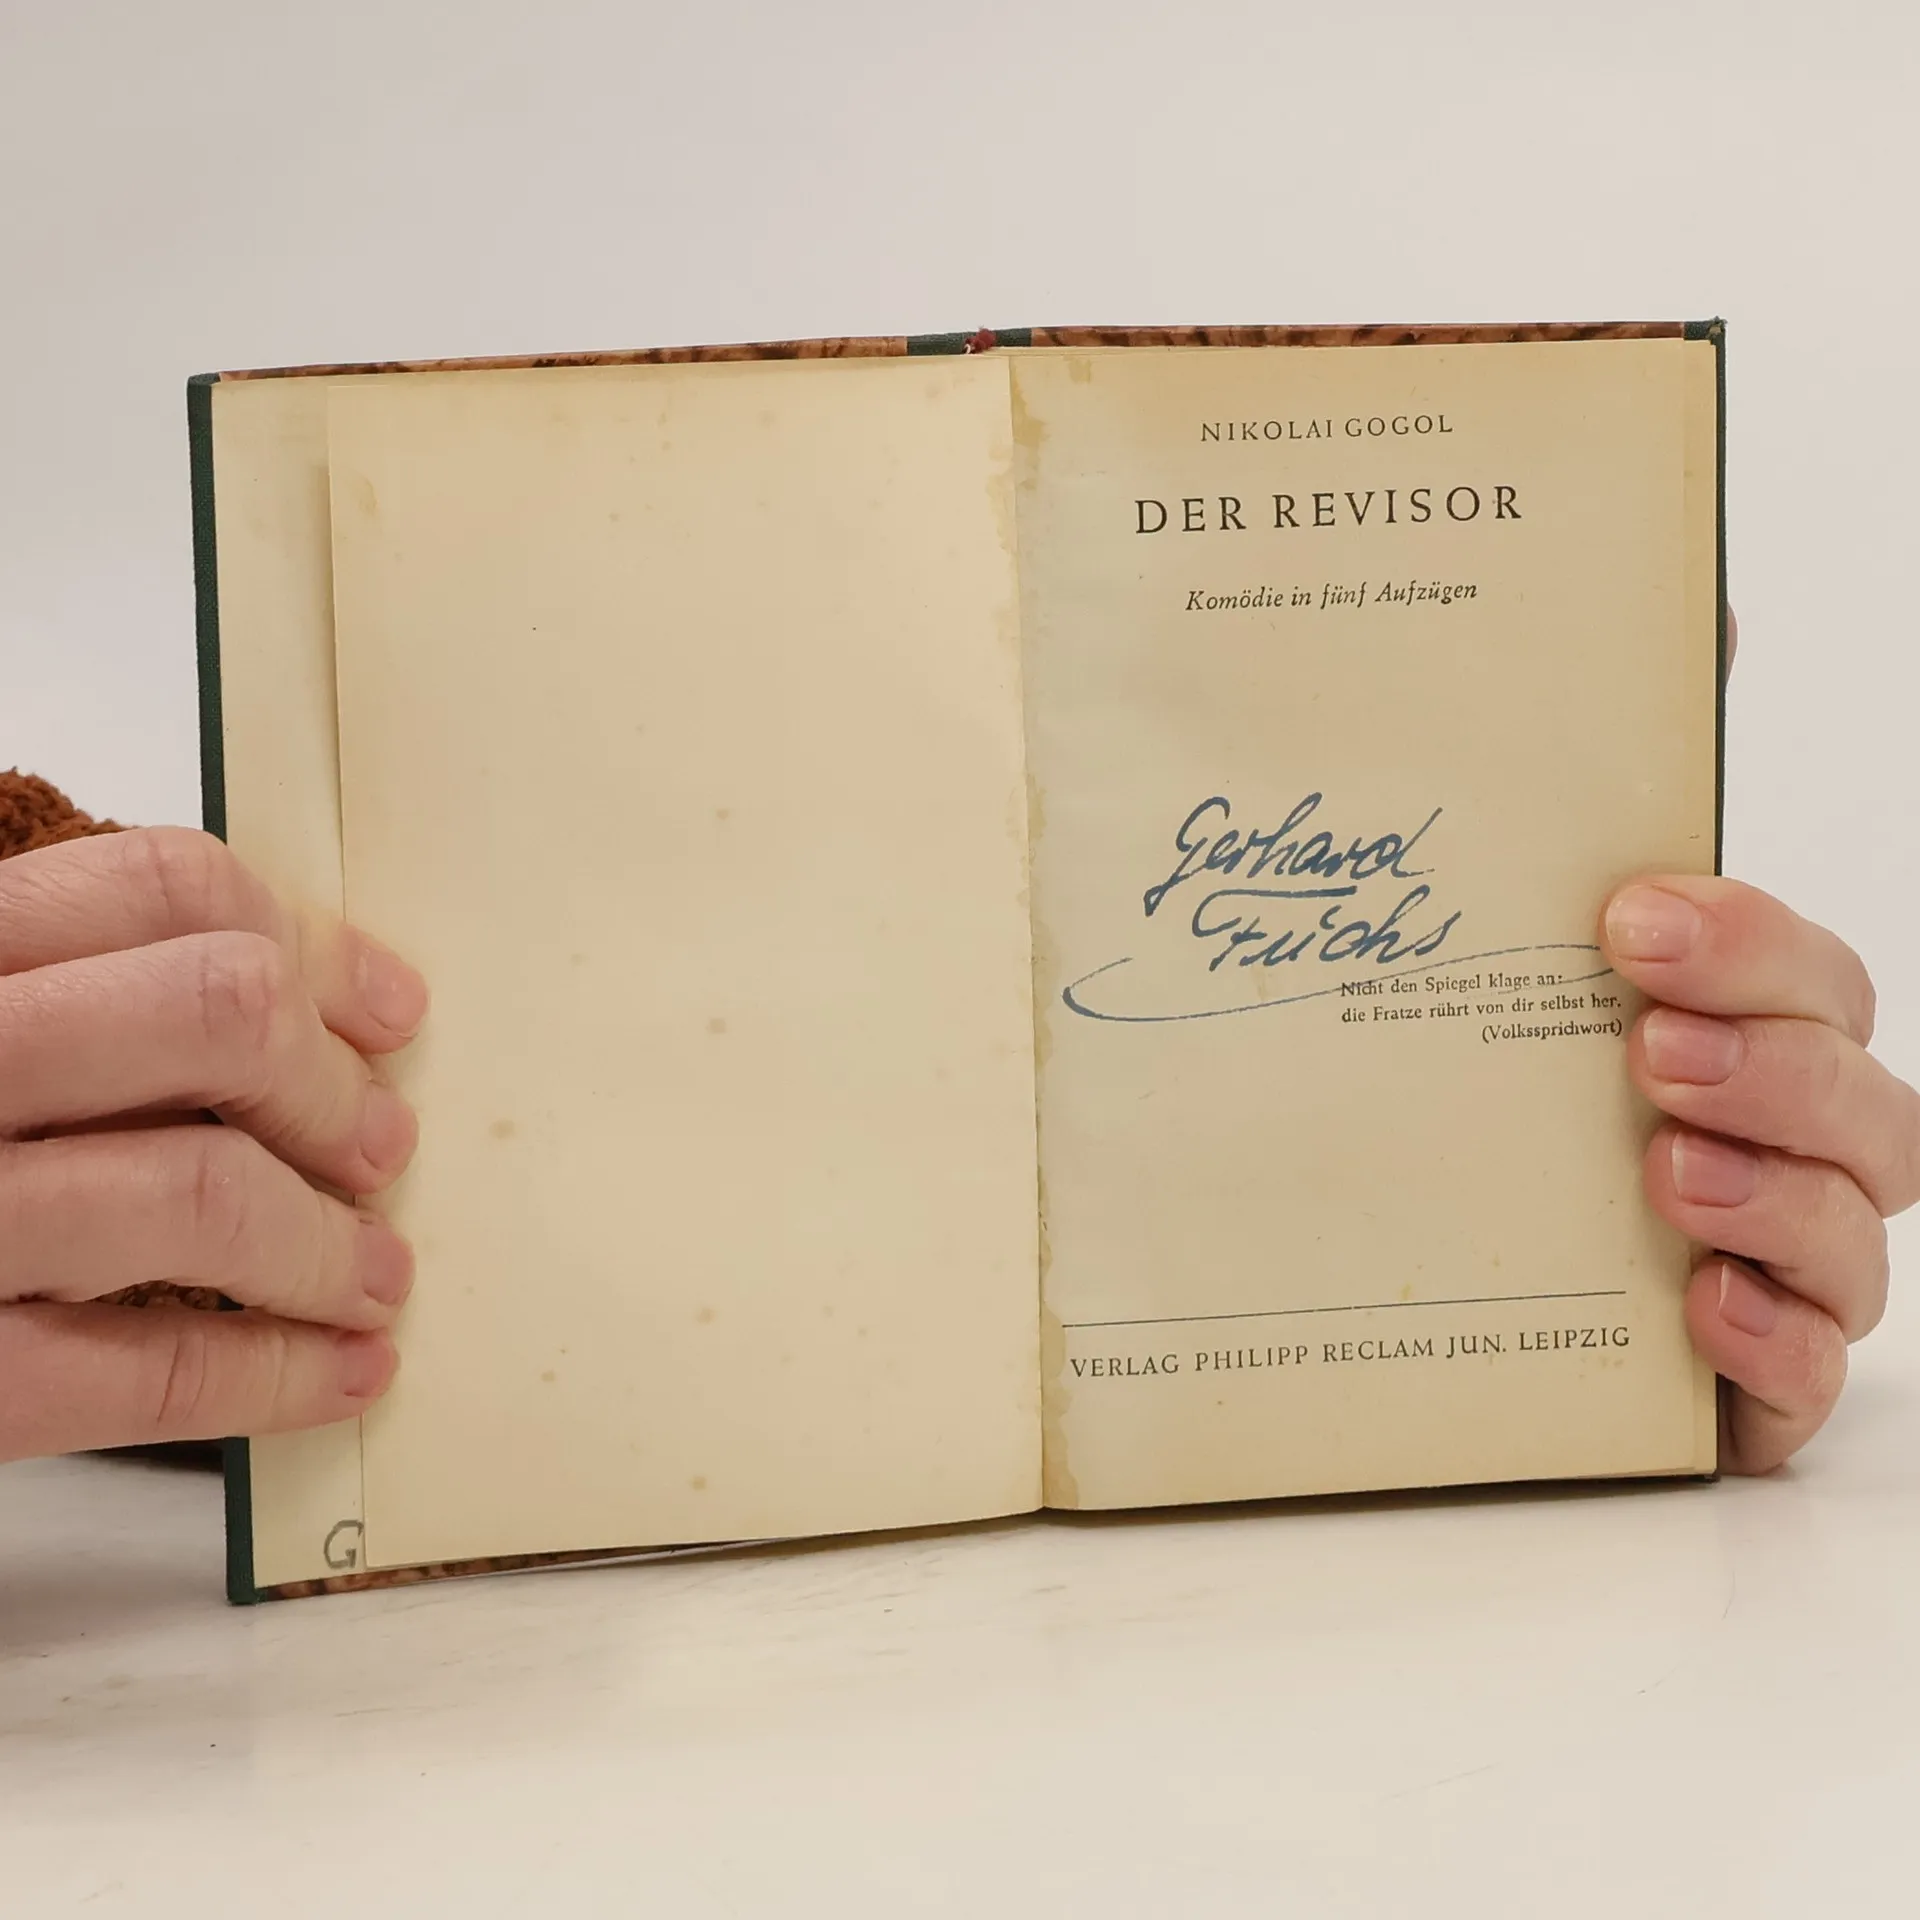 NIKOLAI GOGOL
DER REVISOR
Komödie in fünf Aufzügen
Gerhard
Fuchs
Nicht den Spiegel klage an:
die Fratze rührt von dir selbst her.
(Volkssprichwort)
VERLAG PHILIPP RECLAM JUN. LEIPZIG
G